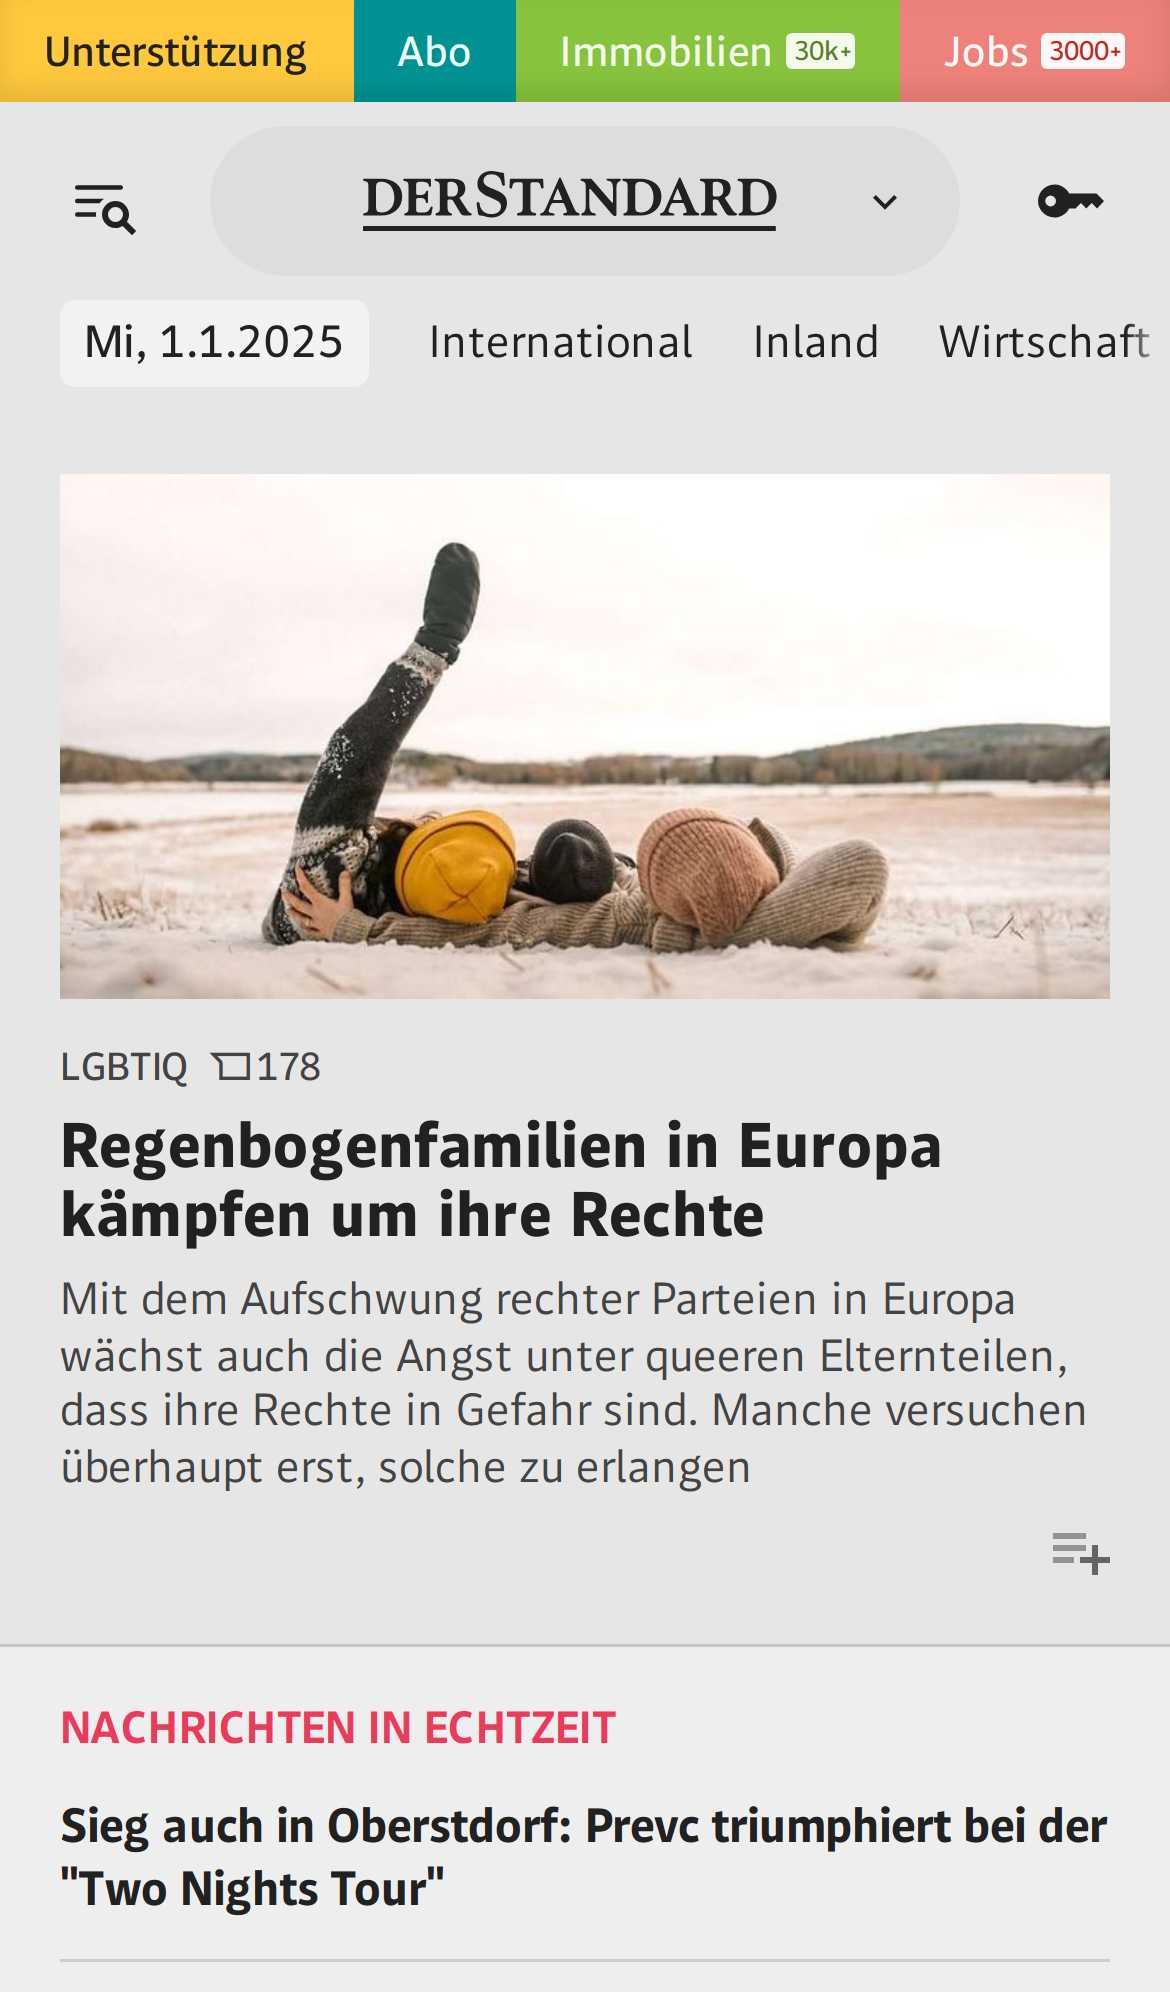 Unterstützung Abo Immobilien 30k+ Jobs 3000+
DERSTANDARD
Mi, 1.1.2025 International Inland Wirtschaft
LGBTIQ 178
Regenbogenfamilien in Europa
kämpfen um ihre Rechte
Mit dem Aufschwung rechter Parteien in Europa
wächst auch die Angst unter queeren Elternteilen,
dass ihre Rechte in Gefahr sind. Manche versuchen
überhaupt erst, solche zu erlangen
NACHRICHTEN IN ECHTZEIT
Sieg auch in Oberstdorf: Prevc triumphiert bei der
"Two Nights Tour"